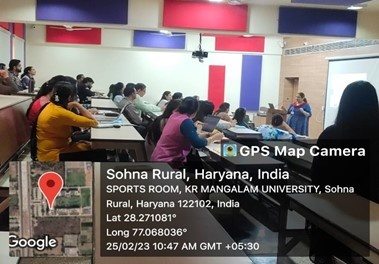 GPS Map Camera
Sohna Rural, Haryana, India
SPORTS ROOM, KR MANGALAM UNIVERSITY, Sohna
Rural, Haryana 122102, India
Lat 28.271081°
Long 77.068036°
25/02/23 10:47 AM GMT +05:30
Google